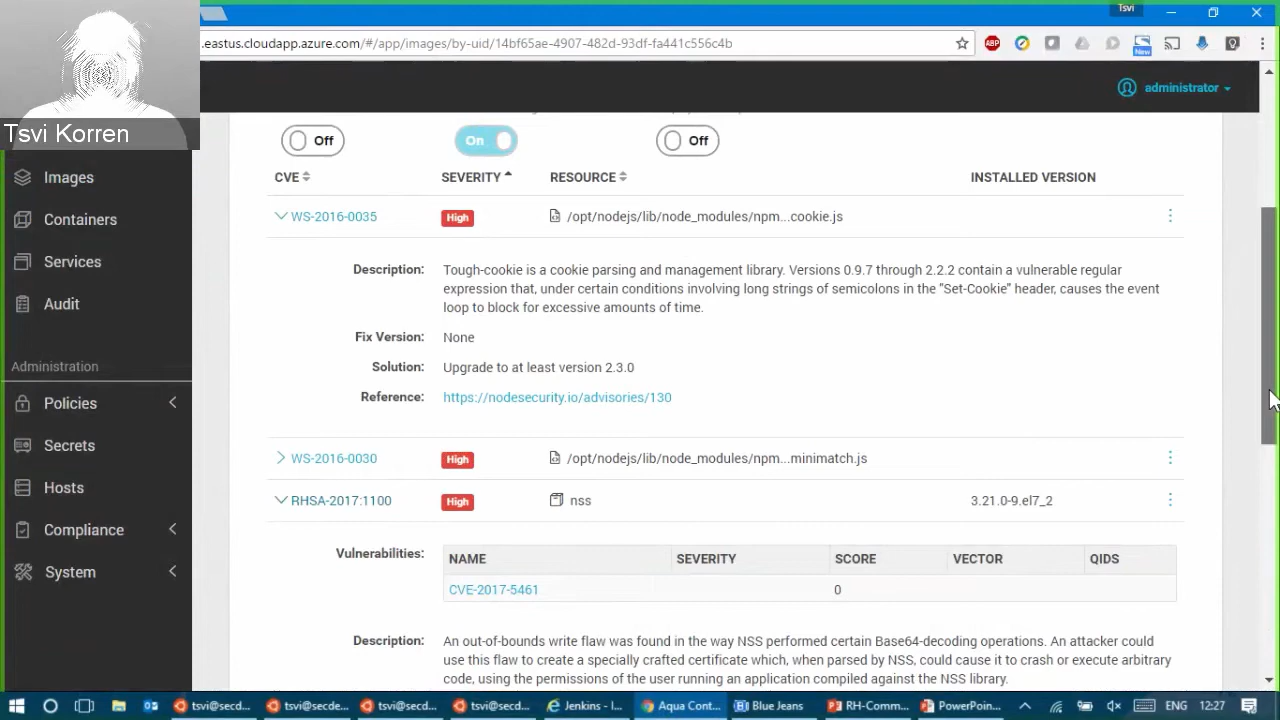 Tsvi
.eastus.cloudapp.azure.com/#/app/images/by-uid/14bf65ae-4907-482d-93df-fa441c556c4b
ABP
New
Tsvi Korren
administrator
Off
On
Off
Images
Containers
Services
Audit
Administration
Policies
Secrets
Hosts
Compliance
System
CVE SEVERITY RESOURCE INSTALLED VERSION
WS-2016-0035 High /opt/nodejs/lib/node_modules/npm...cookie.js
Description: Tough-cookie is a cookie parsing and management library. Versions 0.9.7 through 2.2.2 contain a vulnerable regular
expression that, under certain conditions involving long strings of semicolons in the "Set-Cookie" header, causes the event
loop to block for excessive amounts of time.
Fix Version: None
Solution: Upgrade to at least version 2.3.0
Reference: https://nodesecurity.io/advisories/130
WS-2016-0030 High /opt/nodejs/lib/node_modules/npm...minimatch.js
RHSA-2017:1100 High nss 3.21.0-9.el7_2
Vulnerabilities: NAME SEVERITY SCORE VECTOR QIDS
CVE-2017-5461 0
Description: An out-of-bounds write flaw was found in the way NSS performed certain Base64-decoding operations. An attacker could
use this flaw to create a specially crafted certificate which, when parsed by NSS, could cause it to crash or execute arbitrary
code, using the permissions of the user running an application compiled against the NSS library.
tsvi@secd... tsvi@secde... tsvi@secd... tsvi@secd... Jenkins - I... Aqua Cont... Blue Jeans RH-Comm... PowerPoin... ENG 12:27